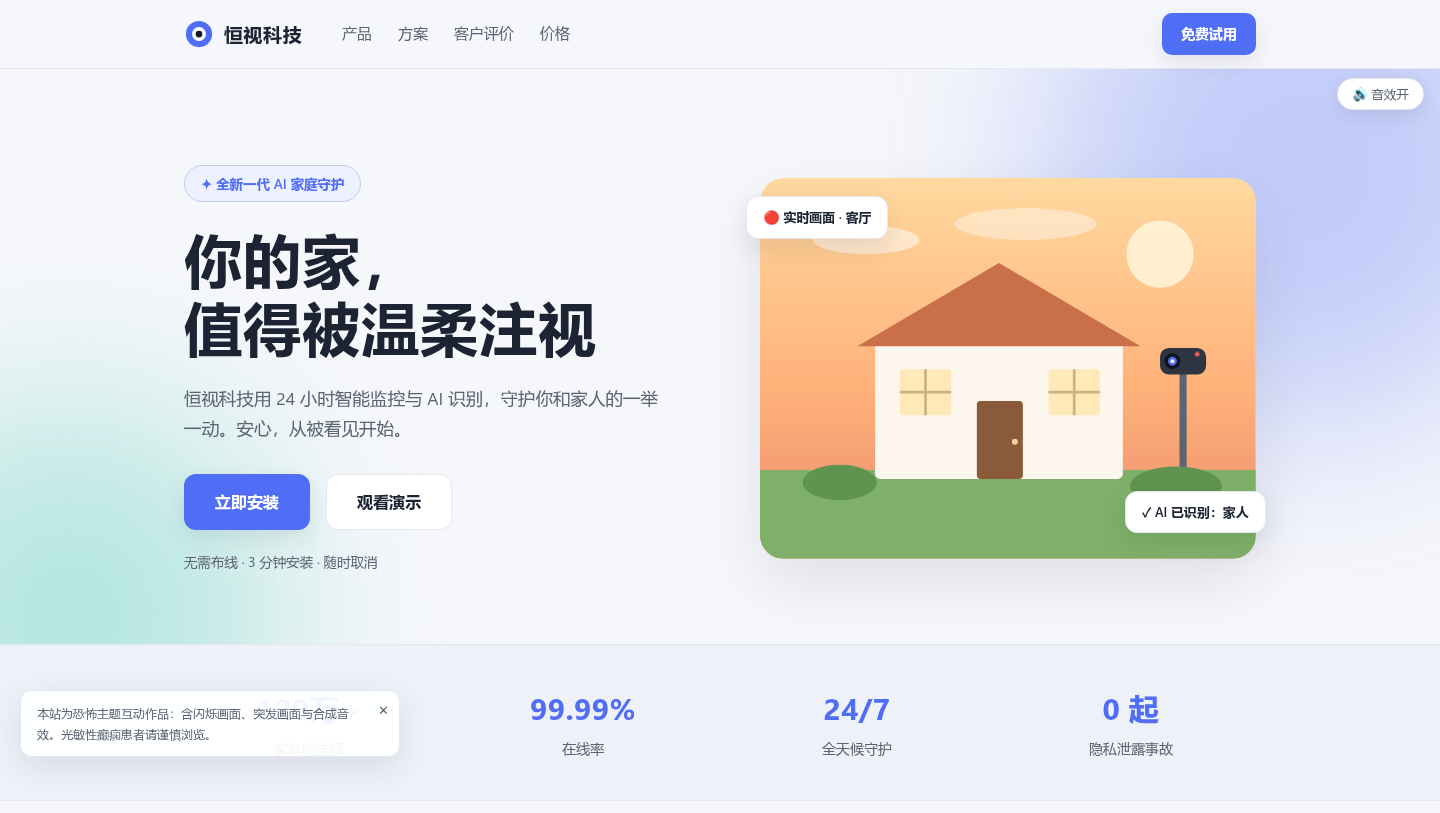 恒视科技
产品
方案
客户评价
价格
免费试用
🔊 音效开
✦ 全新一代 AI 家庭守护
你的家，
值得被温柔注视
恒视科技用 24 小时智能监控与 AI 识别，守护你和家人的一举
一动。安心，从被看见开始。
立即安装
观看演示
无需布线 · 3 分钟安装 · 随时取消
🔴 实时画面 · 客厅
✓ AI 已识别：家人
本站为恐怖主题互动作品：含闪烁画面、突发画面与合成音
效。光敏性癫痫患者请谨慎浏览。
×
99.99%
在线率
24/7
全天候守护
0 起
隐私泄露事故